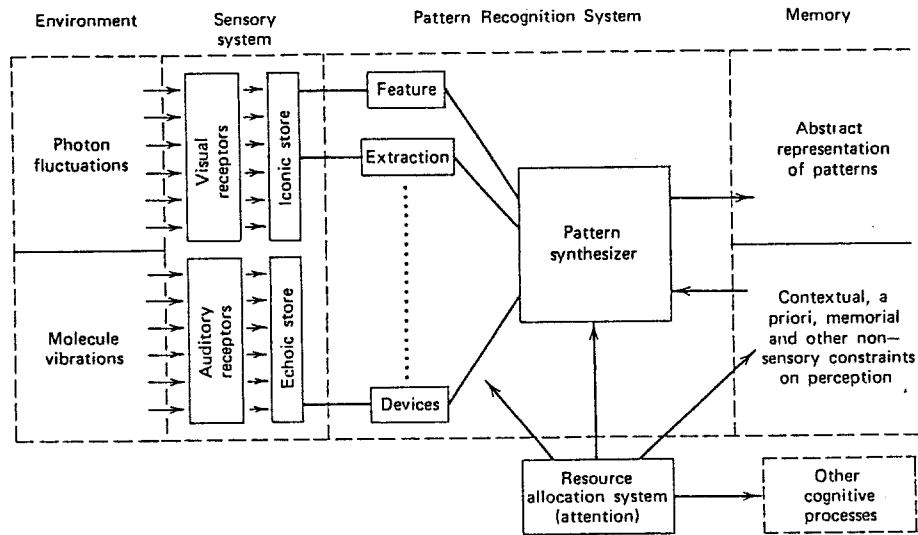 Environment
Sensory
system
Pattern Recognition System
Memory
Photon
fluctuations
Visual
receptors
Iconic store
Feature
Extraction
Pattern
synthesizer
Abstract
representation
of patterns
Molecule
vibrations
Auditory
receptors
Echoic store
Devices
Contextual, a
priori, memorial
and other non–
sensory constraints
on perception
Resource
allocation system
(attention)
Other
cognitive
processes